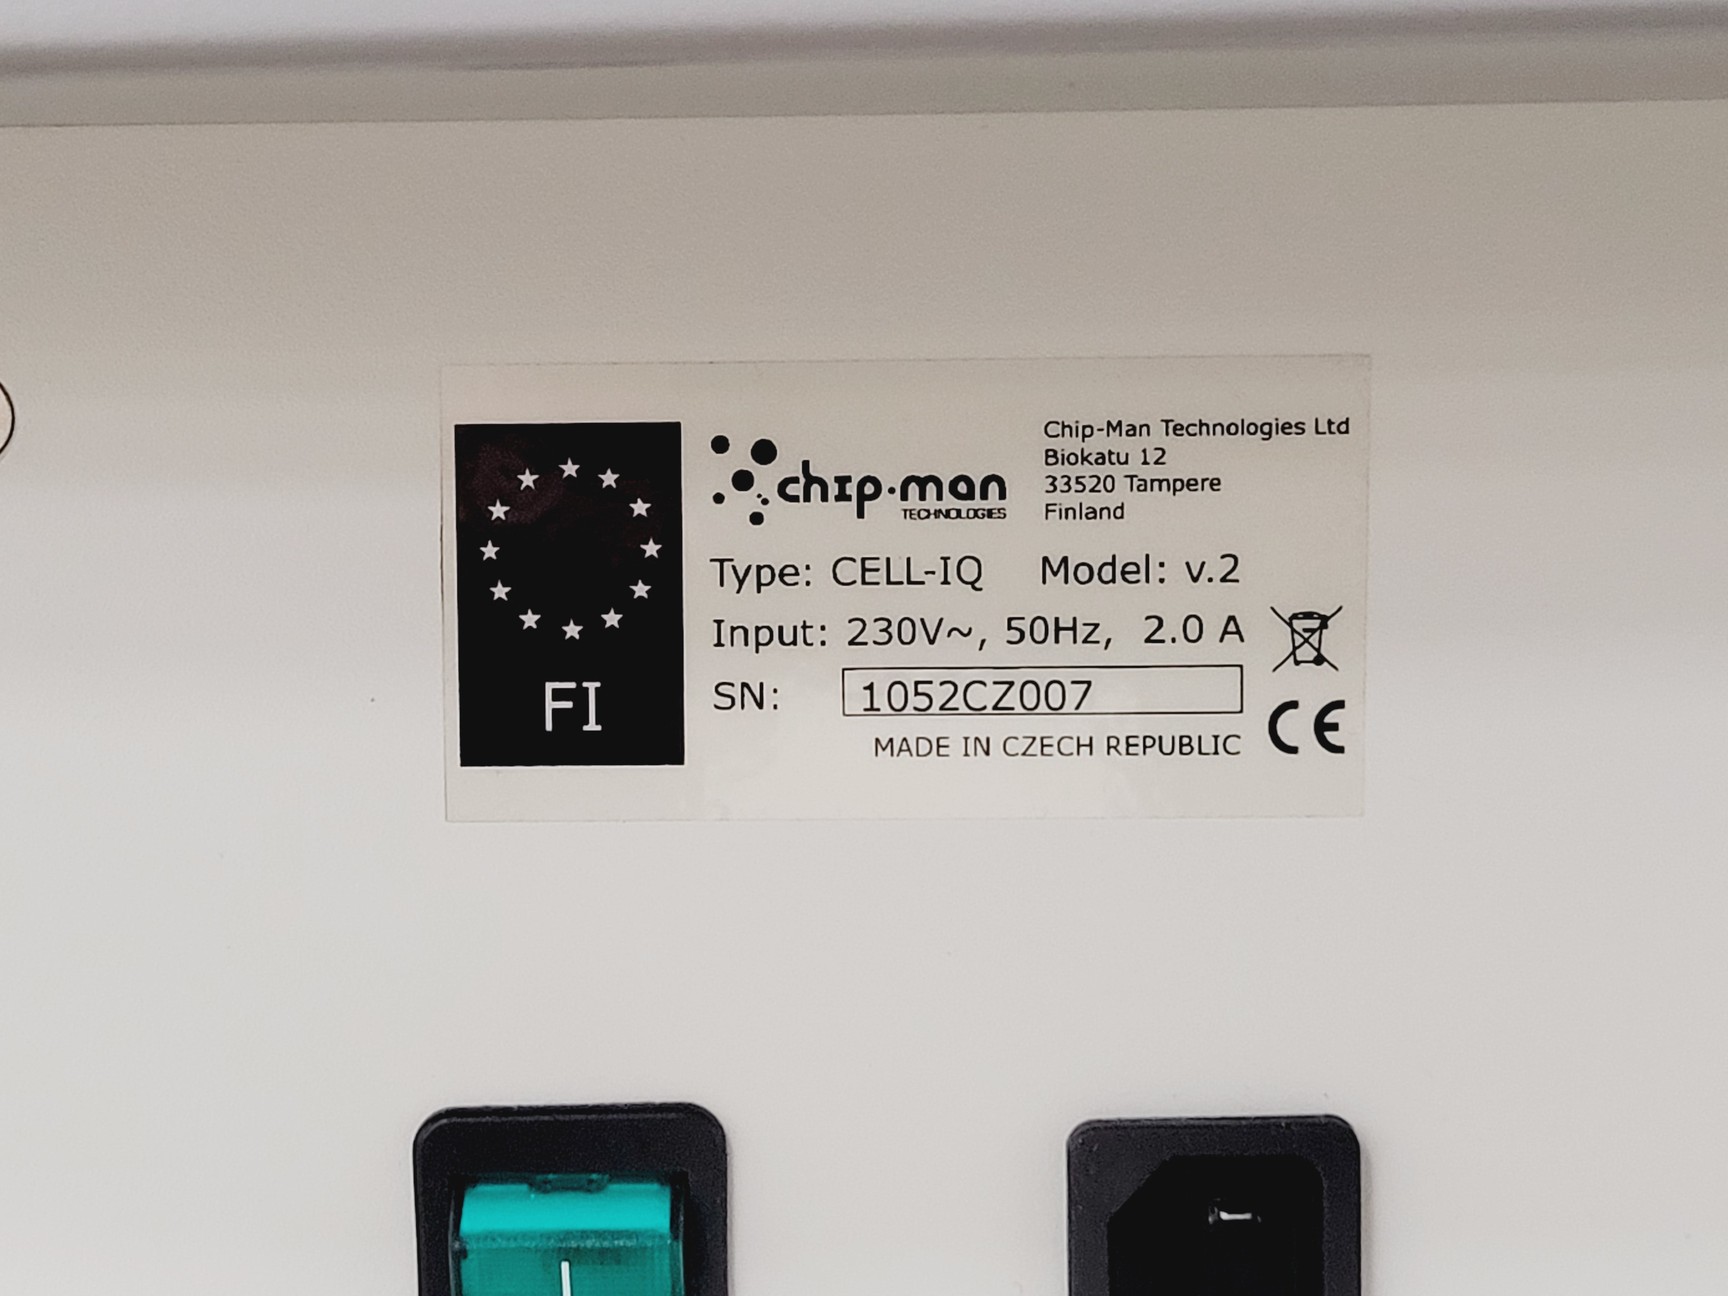 FI
chip·man
TECHNOLOGIES
Chip-Man Technologies Ltd
Biokatu 12
33520 Tampere
Finland
Type: CELL-IQ Model: v.2
Input: 230V~, 50Hz, 2.0 A
SN: 1052CZ007
MADE IN CZECH REPUBLIC
CE